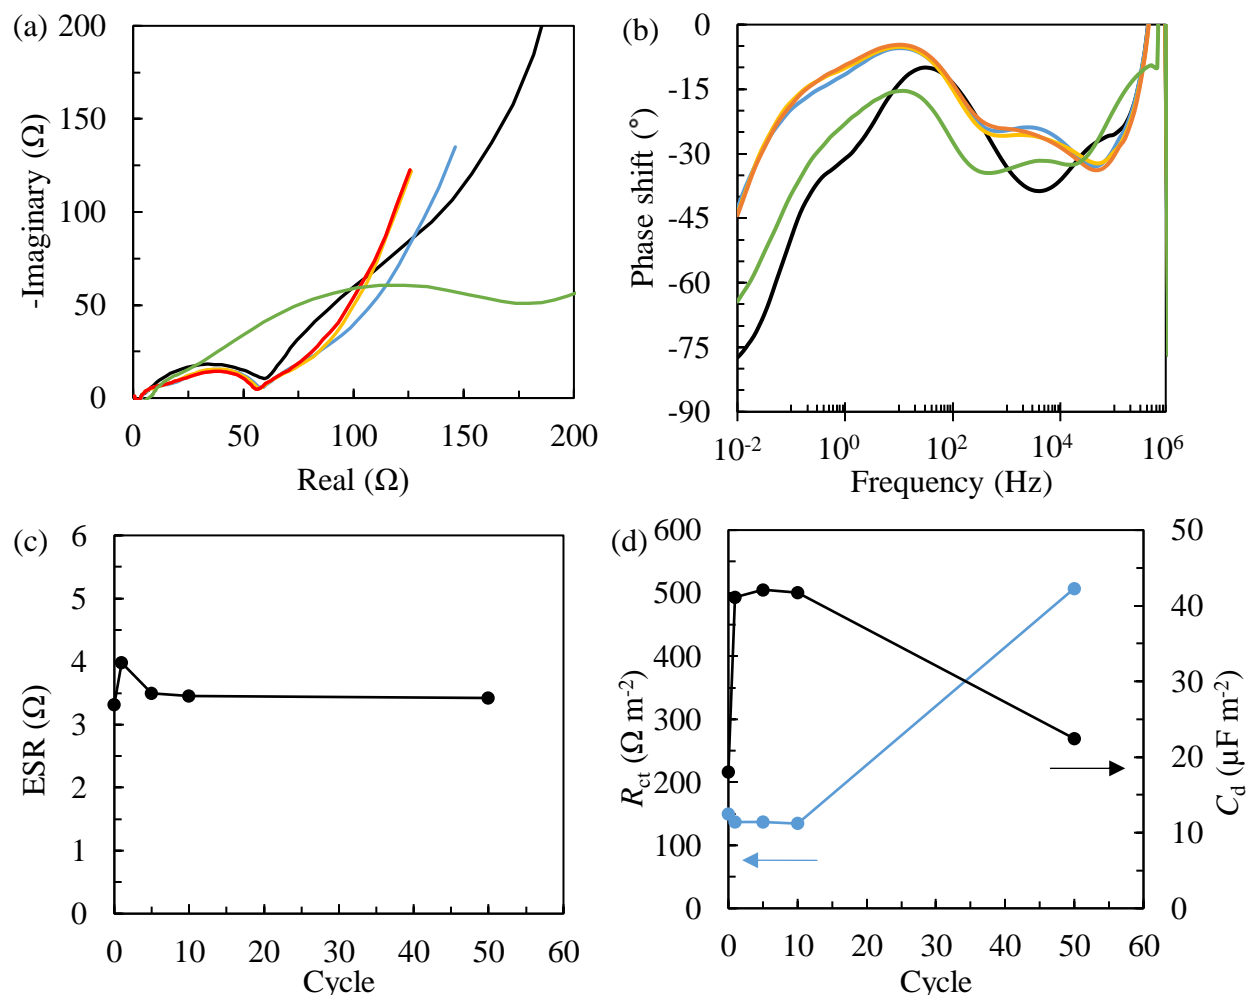 (a)
200
150
100
50
0
-Imaginary (Ω)
0 50 100 150 200
Real (Ω)
(b)
0
-15
-30
-45
-60
-75
-90
Phase shift (°)
10-2 100 102 104 106
Frequency (Hz)
(c)
6
5
4
3
2
1
0
ESR (Ω)
0 10 20 30 40 50 60
Cycle
(d)
600
500
400
300
200
100
0
Rct (Ω m-2)
50
40
30
20
10
0
Cd (µF m-2)
0 10 20 30 40 50 60
Cycle